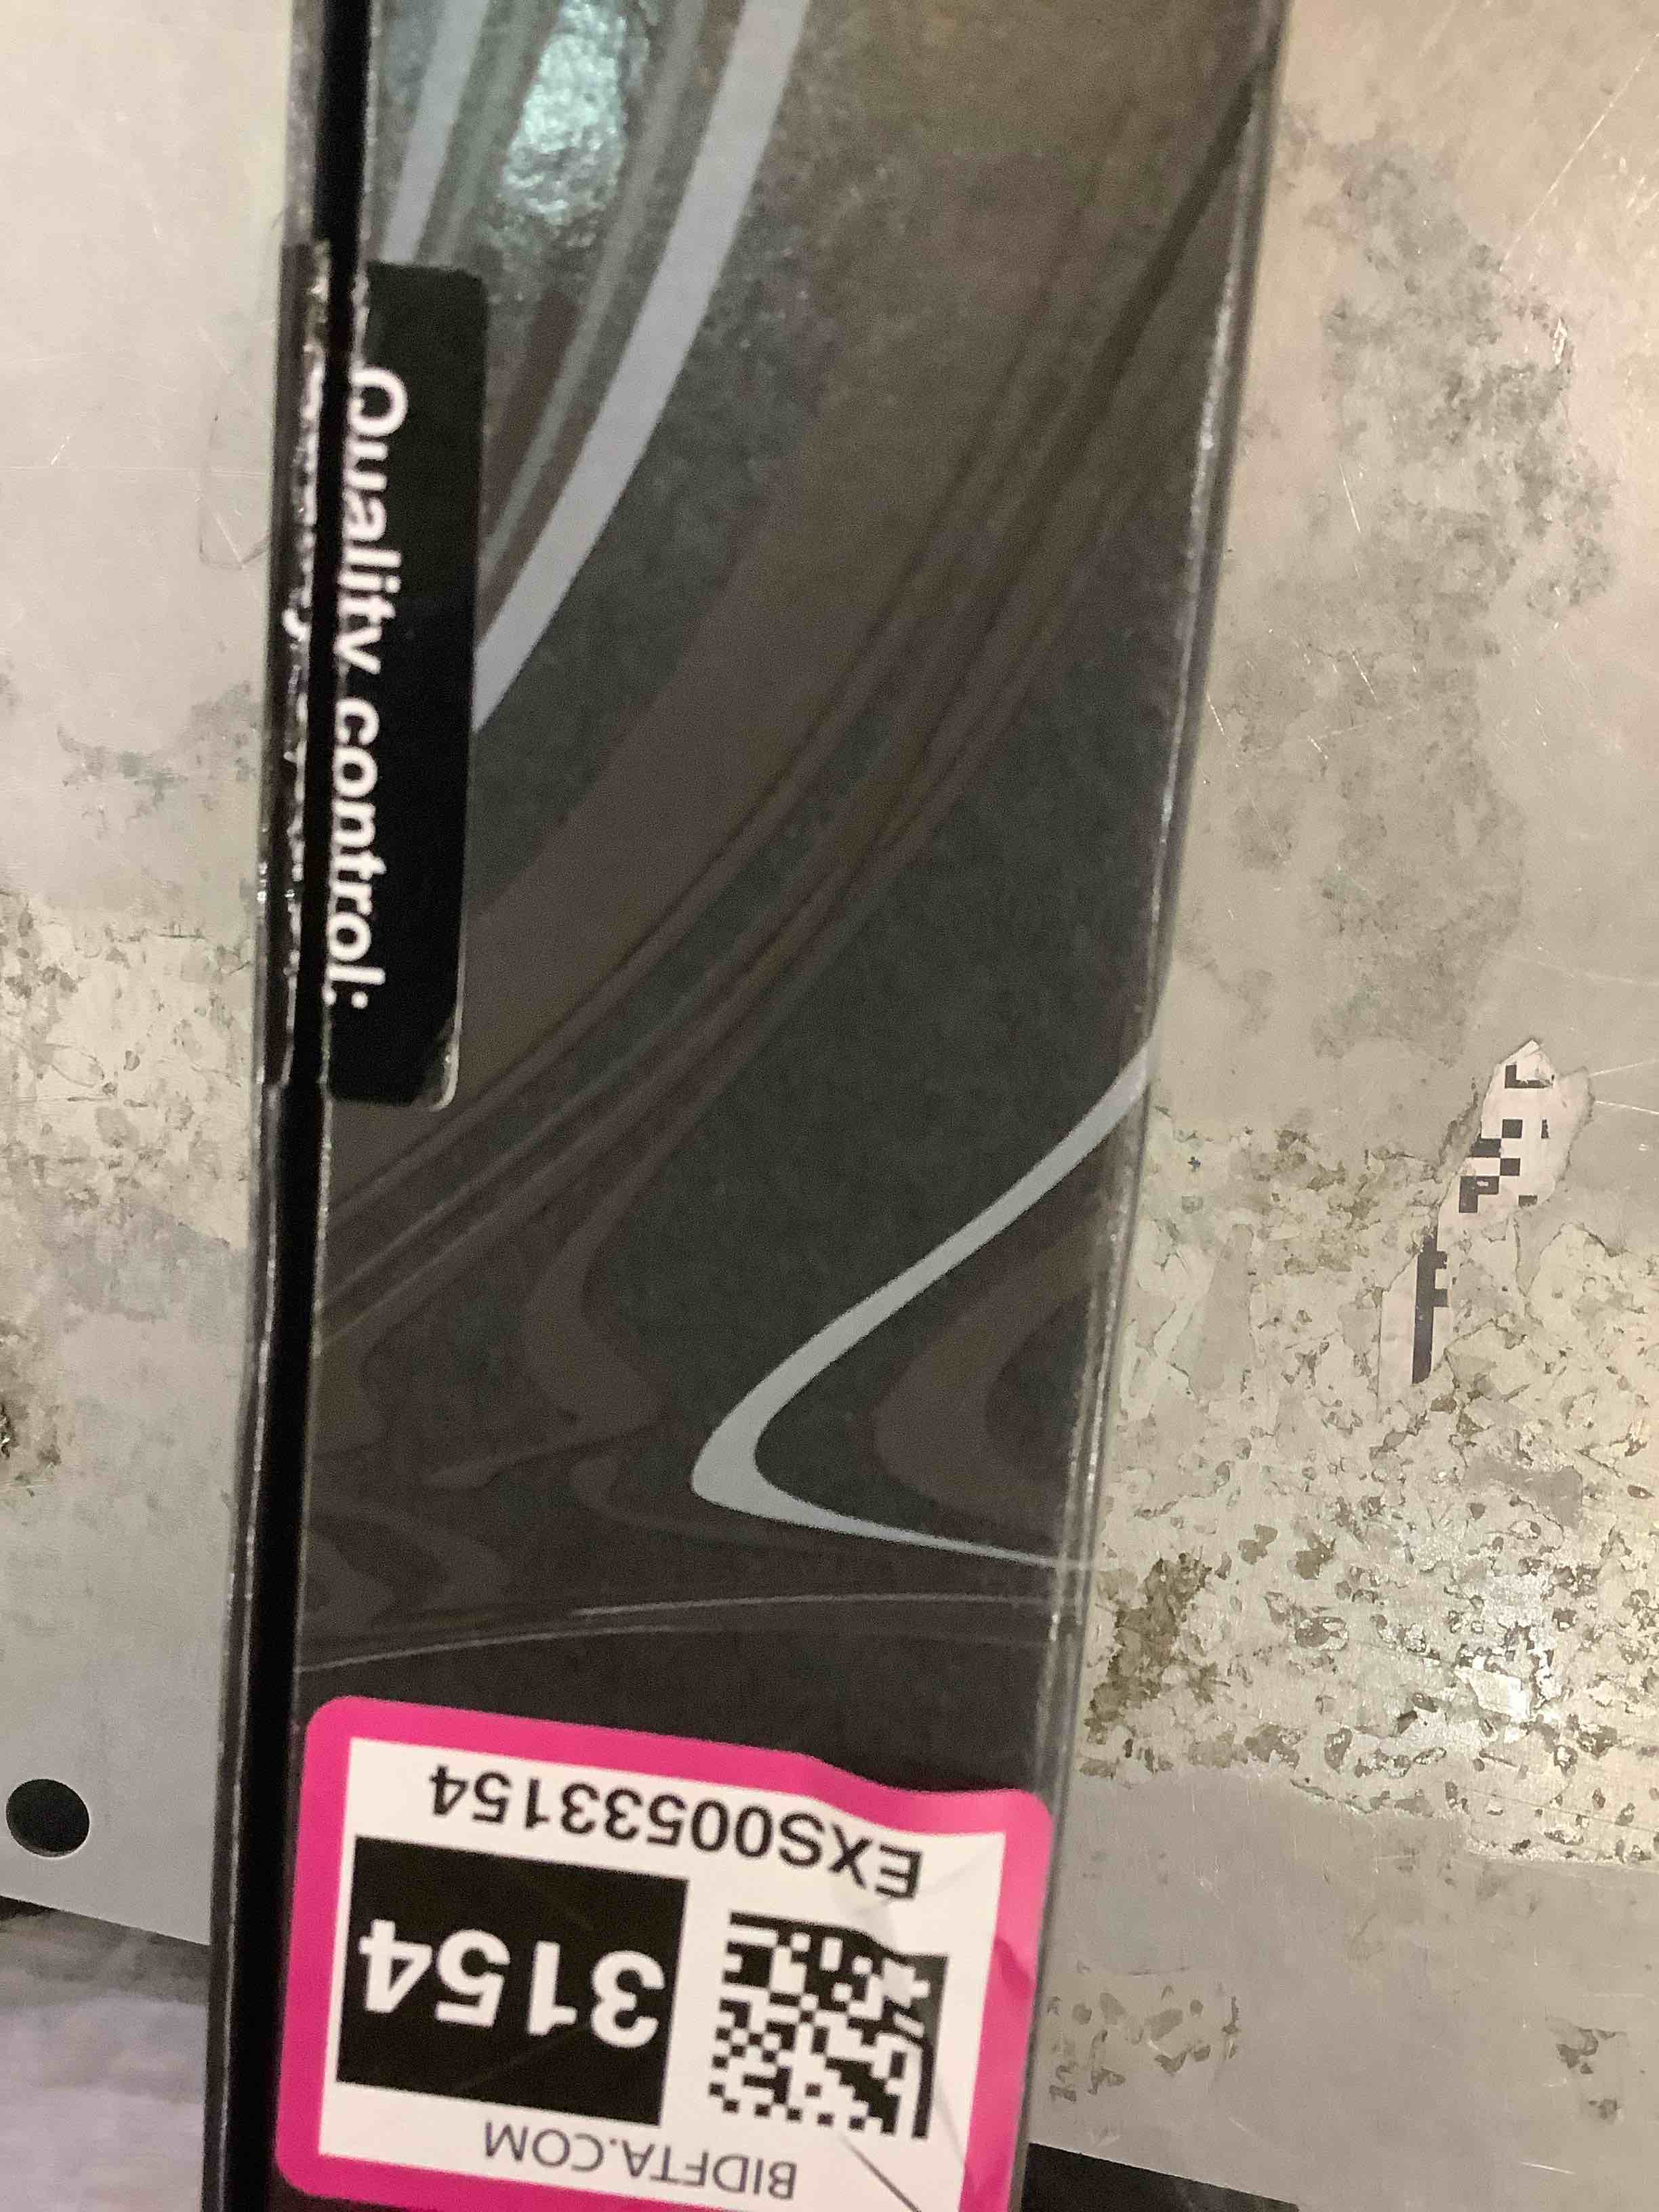 Quality control:
BIDFTA.COM
3154
EXS00533154